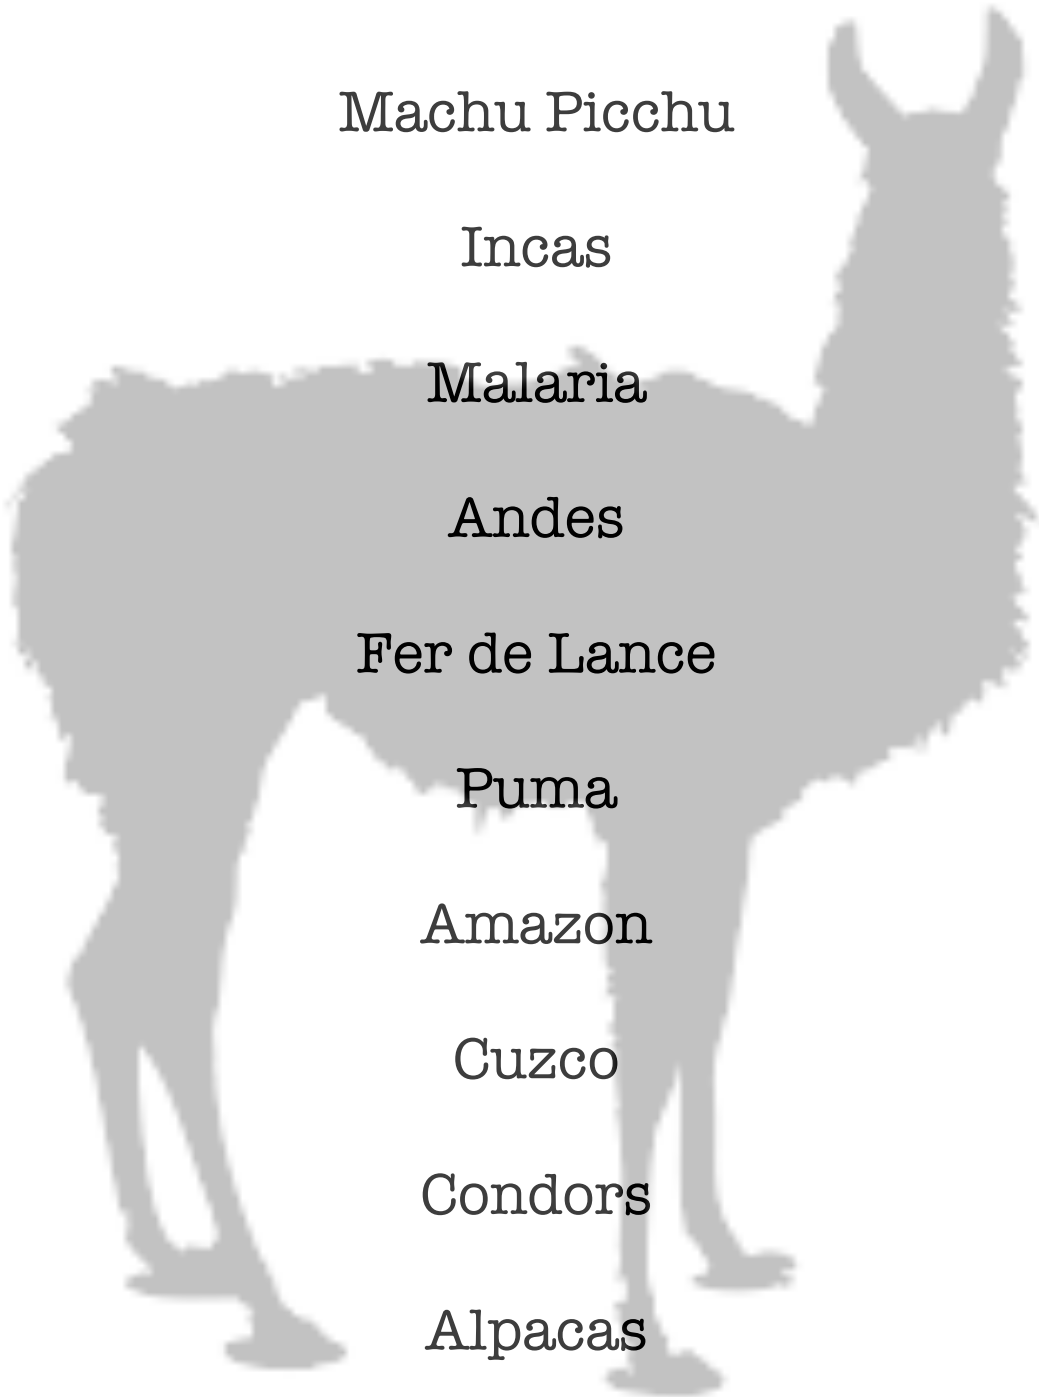 Machu Picchu
Incas
Malaria
Andes
Fer de Lance
Puma
Amazon
Cuzco
Condors
Alpacas